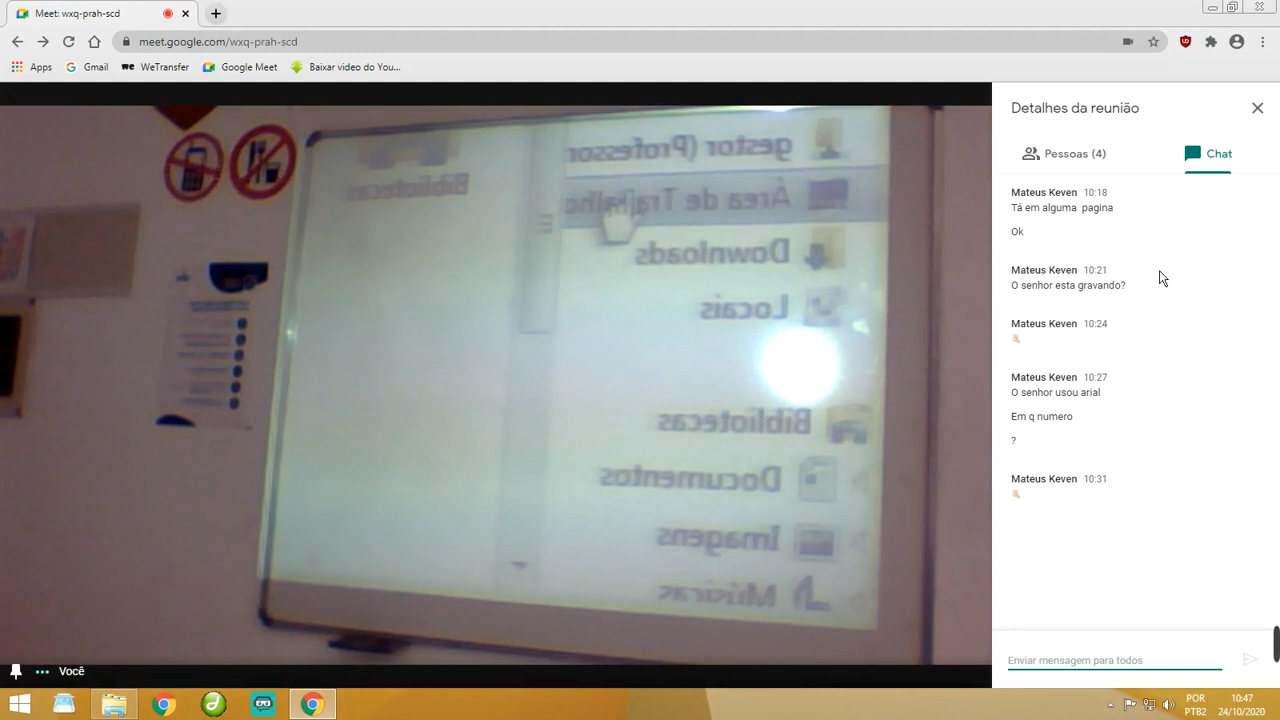 Meet: wxq-prah-scd
meet.google.com/wxq-prah-scd
Apps Gmail WeTransfer Google Meet Baixar video do You...
gestor (Professor
Área de Trabalho
Downloads
Locais
Bibliotecas
Bibliotecas
Documentos
Imagens
Músicas
Você
Detalhes da reunião
Pessoas (4) Chat
Mateus Keven 10:18
Tá em alguma pagina
Ok
Mateus Keven 10:21
O senhor esta gravando?
Mateus Keven 10:24
Mateus Keven 10:27
O senhor usou arial
Em q numero
?
Mateus Keven 10:31
Enviar mensagem para todos
POR 10:47
PTB2 24/10/2020